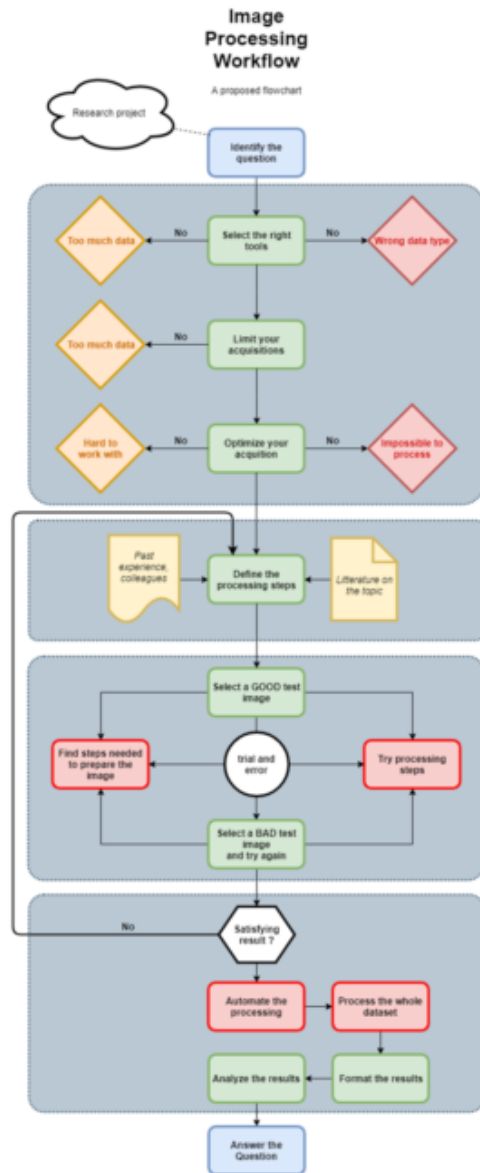 Image
Processing
Workflow
A proposed flowchart
Research project
Identify the
question
Too much data
No
Select the right
tools
No
Wrong data type
Too much data
No
Limit your
acquisitions
Hard to
work with
No
Optimize your
acquition
No
Impossible to
process
Past
experience,
colleagues
Define the
processing steps
Litterature on
the topic
Select a GOOD test
image
Find steps needed
to prepare the
image
trial and
error
Try processing
steps
Select a BAD test
image
and try again
No
Satisfying
result ?
Automate the
processing
Process the whole
dataset
Analyze the results
Format the results
Answer the
Question